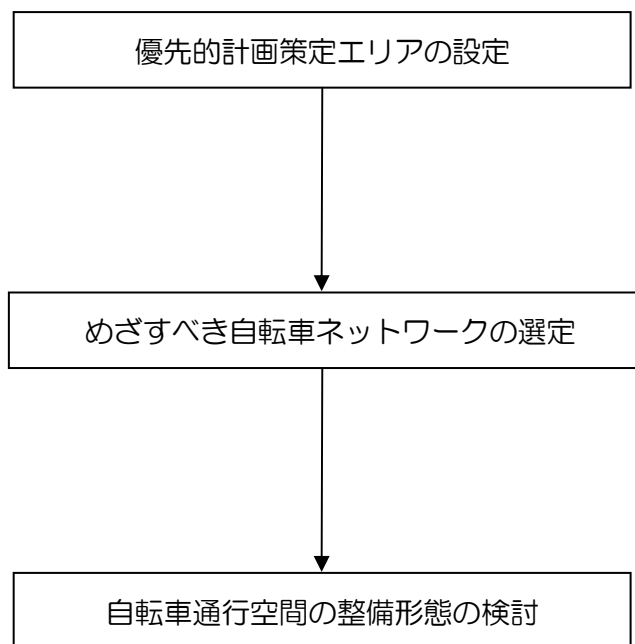 優先的計画策定エリアの設定
めざすべき自転車ネットワークの選定
自転車通行空間の整備形態の検討